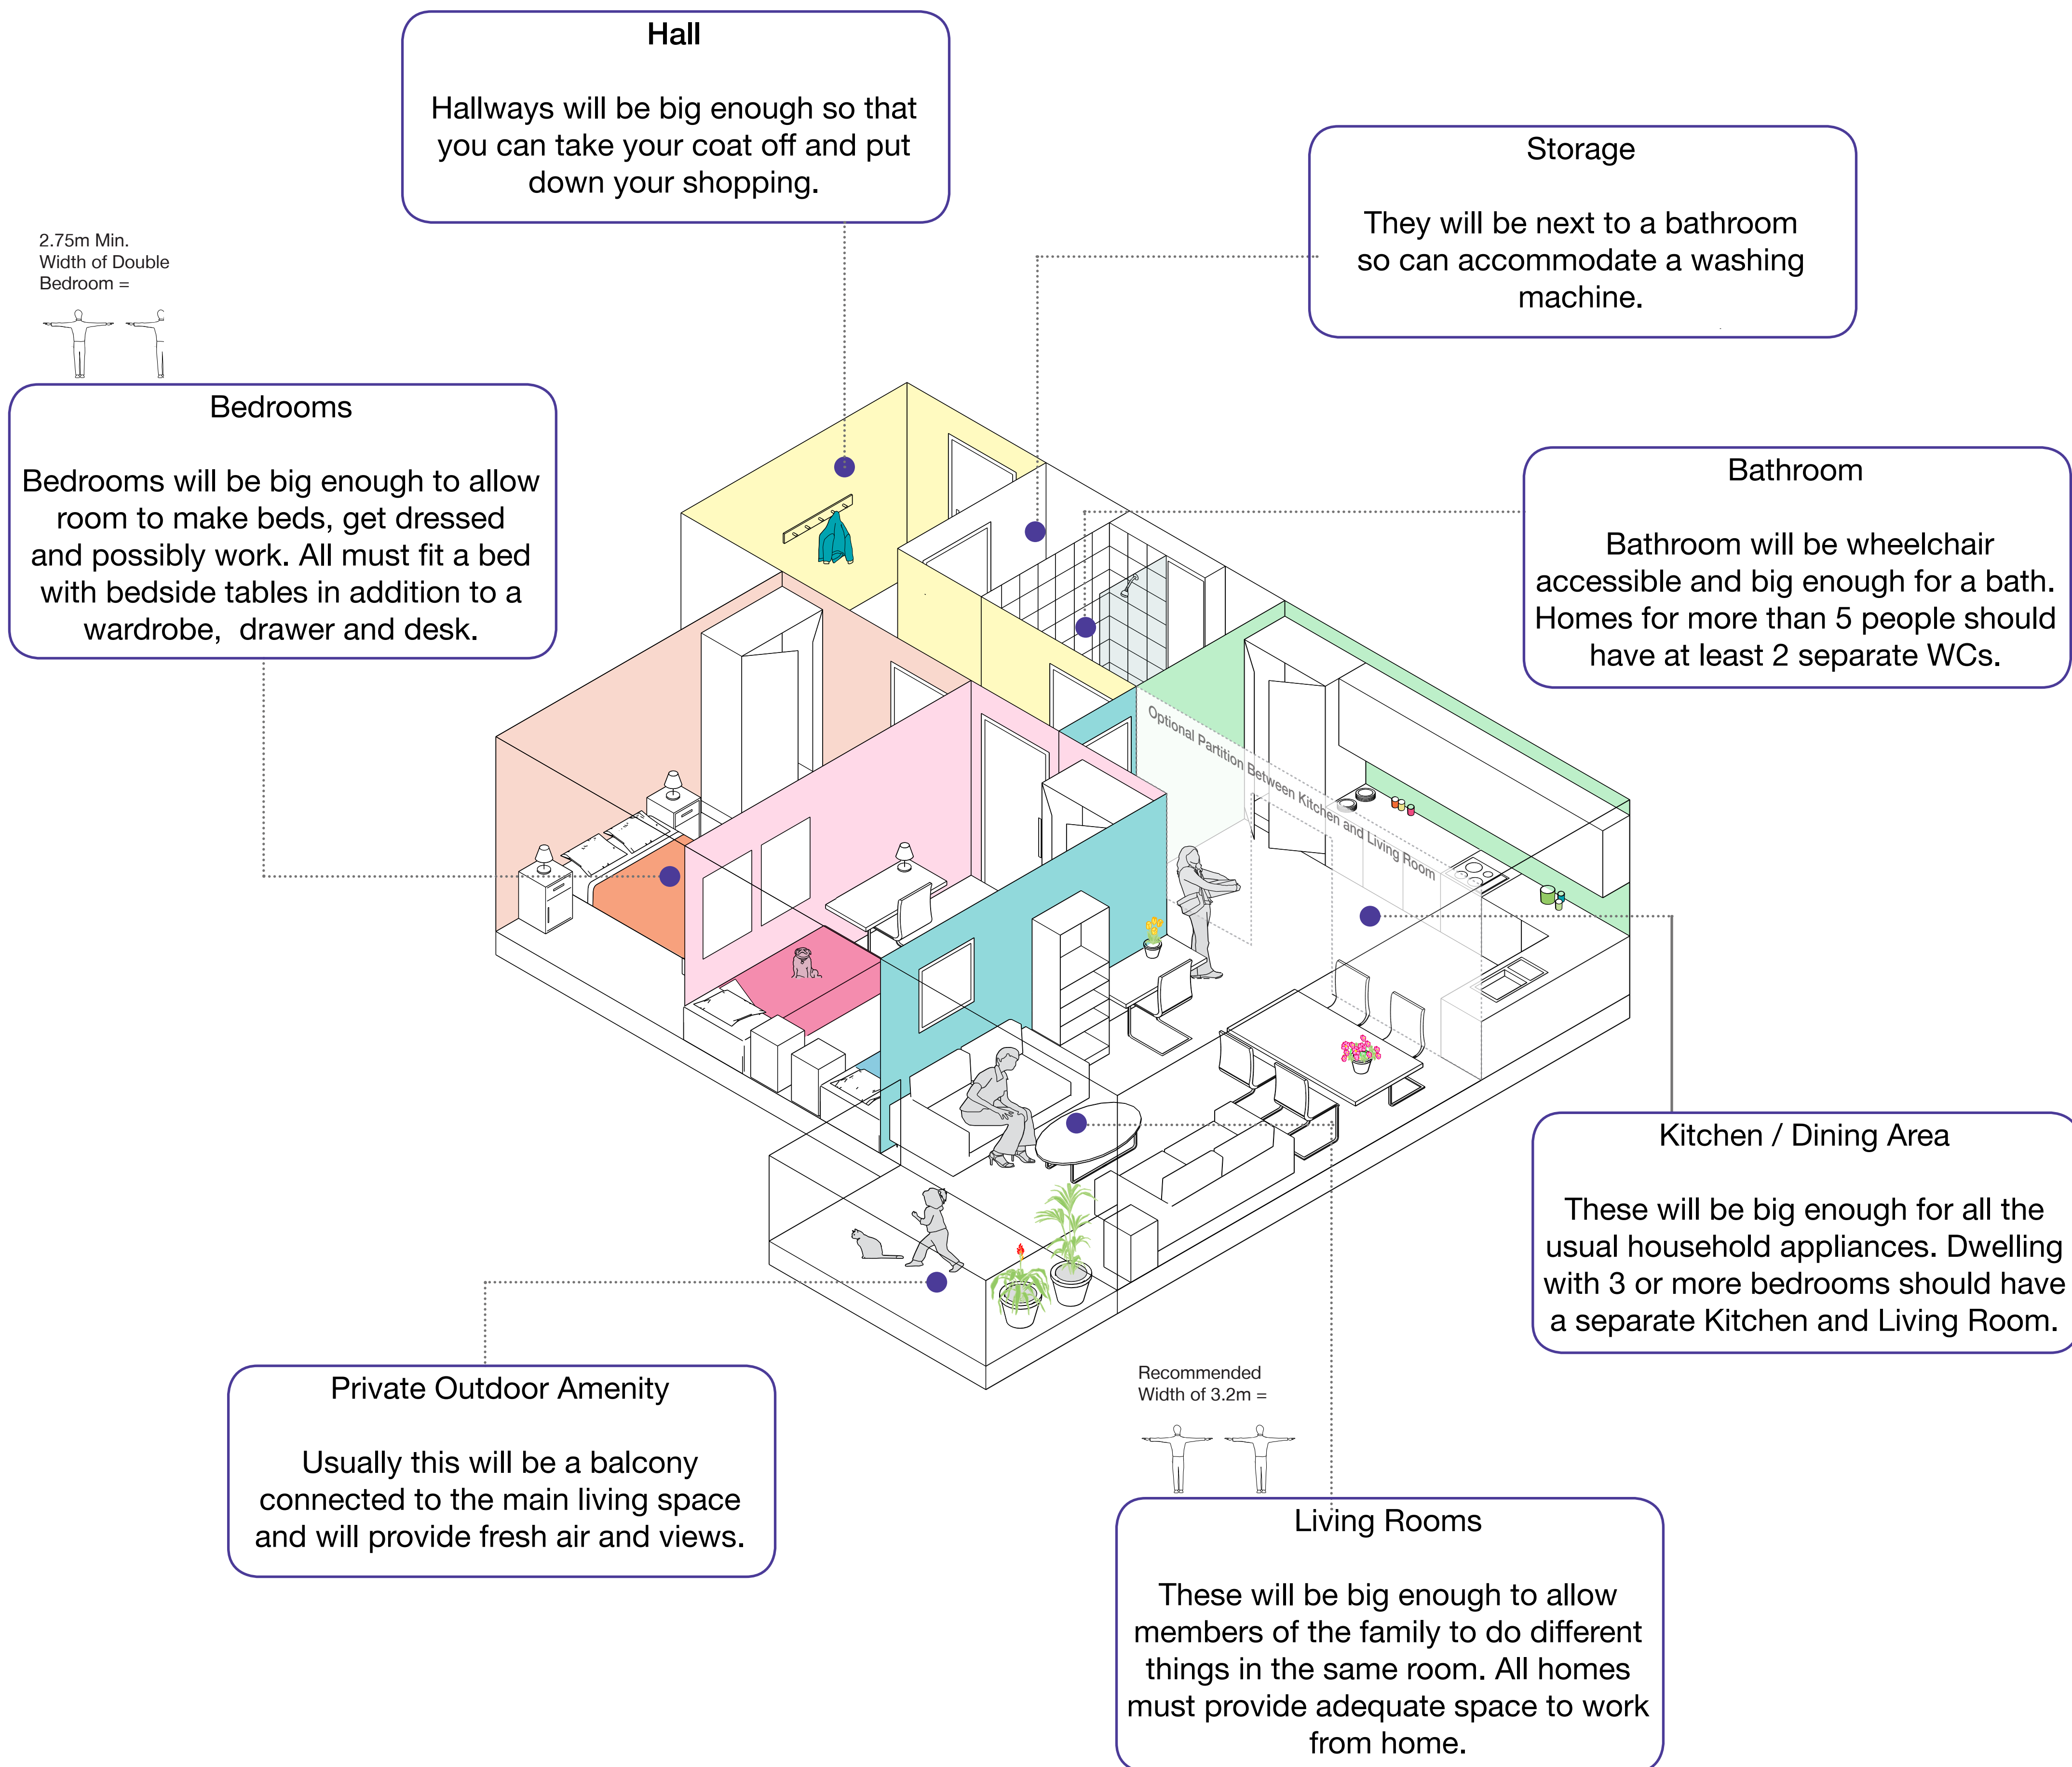 Hall
Hallways will be big enough so that
you can take your coat off and put
down your shopping.
Storage
They will be next to a bathroom
so can accommodate a washing
machine.
2.75m Min.
Width of Double
Bedroom =
Bedrooms
Bedrooms will be big enough to allow
room to make beds, get dressed
and possibly work. All must fit a bed
with bedside tables in addition to a
wardrobe, drawer and desk.
Bathroom
Bathroom will be wheelchair
accessible and big enough for a bath.
Homes for more than 5 people should
have at least 2 separate WCs.
Optional Partition Between Kitchen and Living Room
Kitchen / Dining Area
These will be big enough for all the
usual household appliances. Dwelling
with 3 or more bedrooms should have
a separate Kitchen and Living Room.
Private Outdoor Amenity
Usually this will be a balcony
connected to the main living space
and will provide fresh air and views.
Recommended
Width of 3.2m =
Living Rooms
These will be big enough to allow
members of the family to do different
things in the same room. All homes
must provide adequate space to work
from home.